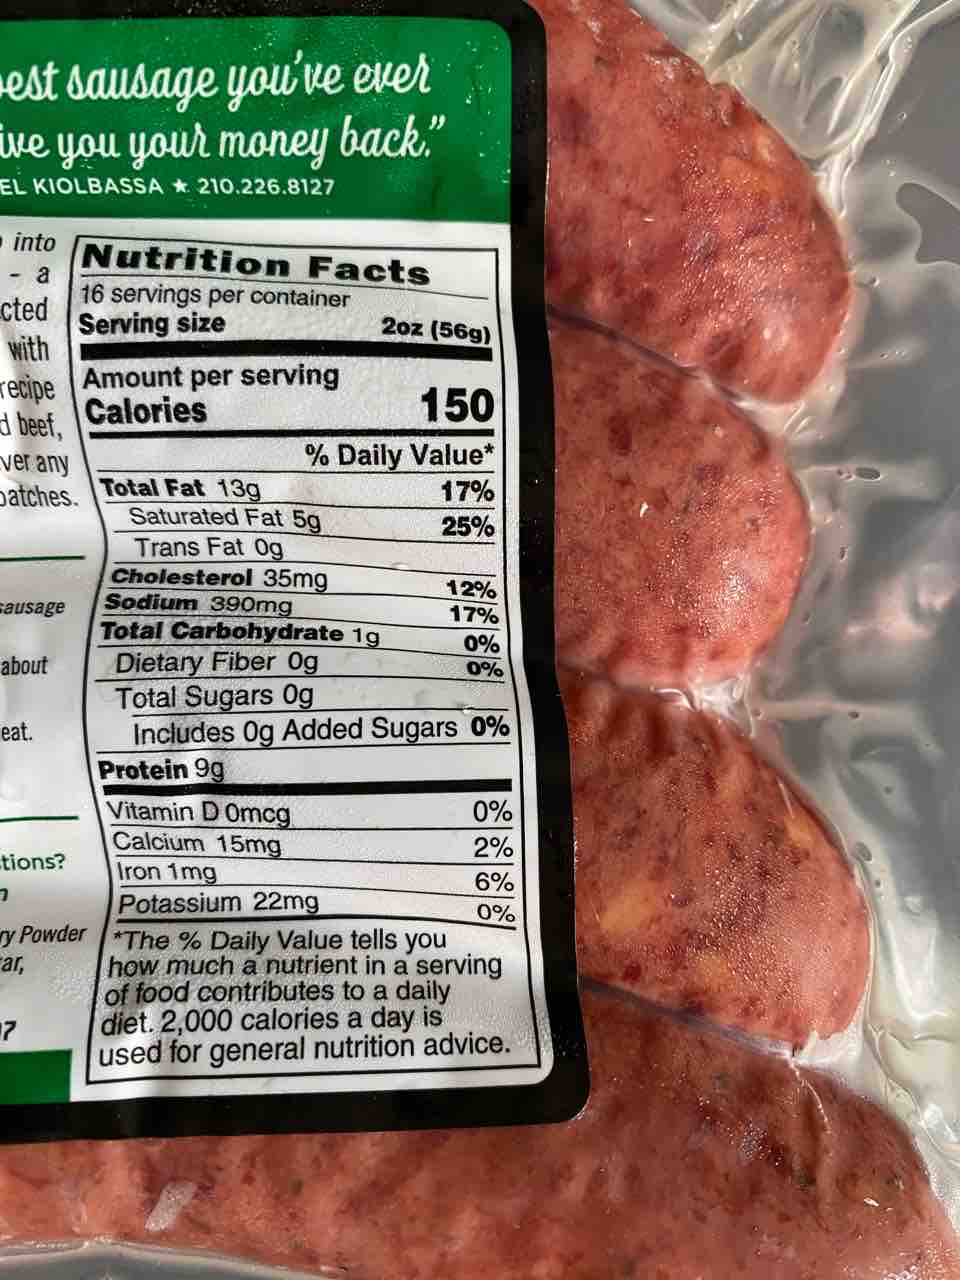 est sausage you've ever
ive you your money back."
EL KIOLBASSA ★ 210.226.8127
into
- a
cted
with
recipe
d beef,
ver any
patches.
sausage
about
eat.
tions?
ry Powder
ar,
?
Nutrition Facts
16 servings per container
Serving size 2oz (56g)
Amount per serving
Calories 150
% Daily Value*
Total Fat 13g 17%
Saturated Fat 5g 25%
Trans Fat 0g
Cholesterol 35mg 12%
Sodium 390mg 17%
Total Carbohydrate 1g 0%
Dietary Fiber 0g 0%
Total Sugars 0g
Includes 0g Added Sugars 0%
Protein 9g
Vitamin D 0mcg 0%
Calcium 15mg 2%
Iron 1mg 6%
Potassium 22mg 0%
*The % Daily Value tells you
how much a nutrient in a serving
of food contributes to a daily
diet. 2,000 calories a day is
used for general nutrition advice.